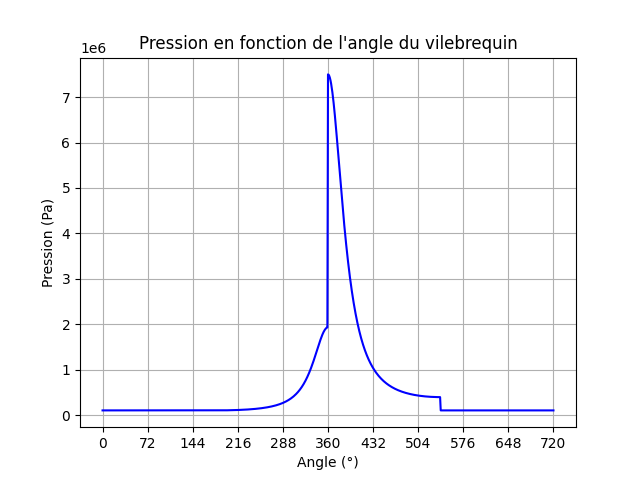 Pression en fonction de l'angle du vilebrequin
1e6
7
6
5
4
3
2
1
0
Pression (Pa)
0 72 144 216 288 360 432 504 576 648 720
Angle (°)